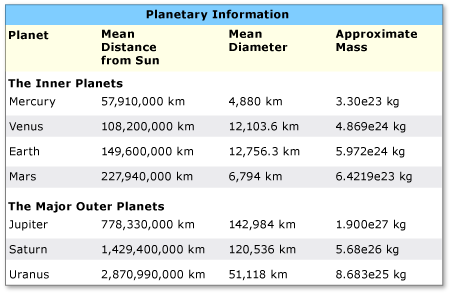 Planetary Information
Planet Mean Distance from Sun Mean Diameter Approximate Mass
The Inner Planets
Mercury 57,910,000 km 4,880 km 3.30e23 kg
Venus 108,200,000 km 12,103.6 km 4.869e24 kg
Earth 149,600,000 km 12,756.3 km 5.972e24 kg
Mars 227,940,000 km 6,794 km 6.4219e23 kg
The Major Outer Planets
Jupiter 778,330,000 km 142,984 km 1.900e27 kg
Saturn 1,429,400,000 km 120,536 km 5.68e26 kg
Uranus 2,870,990,000 km 51,118 km 8.683e25 kg